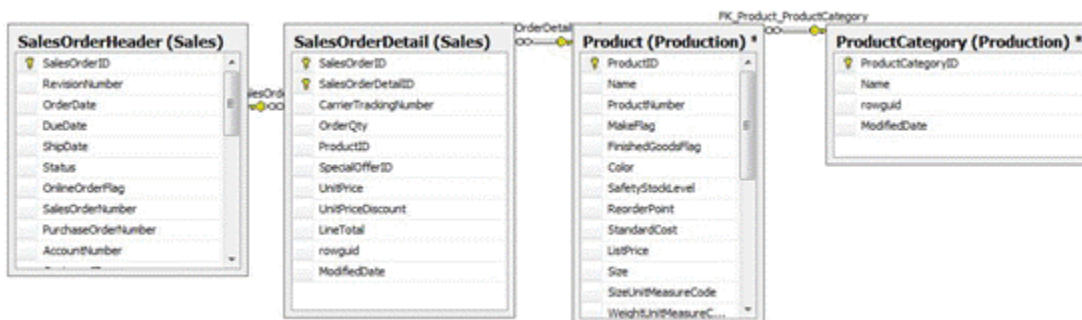 FK_Product_ProductCategory
OrderDetail
SalesOrderHeader (Sales)
SalesOrderID
RevisionNumber
OrderDate
DueDate
ShipDate
Status
OnlineOrderFlag
SalesOrderNumber
PurchaseOrderNumber
AccountNumber
SalesOrderDetail (Sales)
SalesOrderID
SalesOrderDetailID
CarrierTrackingNumber
OrderQty
ProductID
SpecialOfferID
UnitPrice
UnitPriceDiscount
LineTotal
rowguid
ModifiedDate
Product (Production) *
ProductID
Name
ProductNumber
MakeFlag
FinishedGoodsFlag
Color
SafetyStockLevel
ReorderPoint
StandardCost
ListPrice
Size
SizeUnitMeasureCode
WeightUnitMeasureC...
ProductCategory (Production) *
ProductCategoryID
Name
rowguid
ModifiedDate